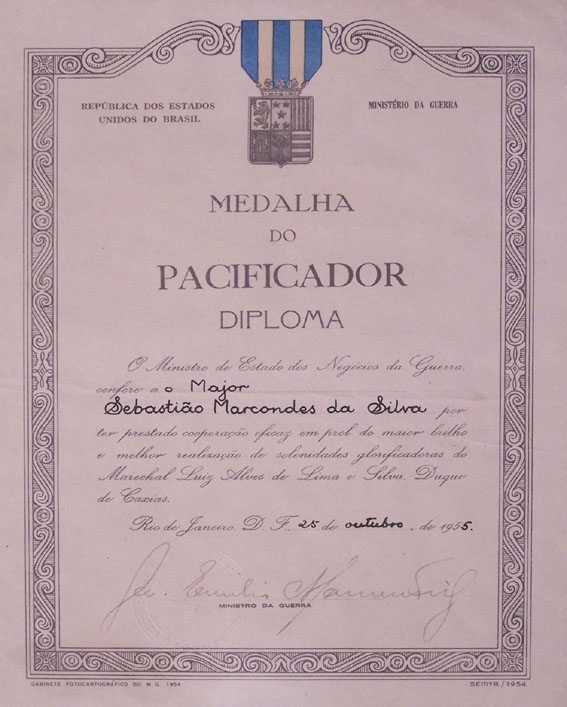 REPÚBLICA DOS ESTADOS
UNIDOS DO BRASIL
MINISTÉRIO DA GUERRA
MEDALHA
DO
PACIFICADOR
DIPLOMA
O Ministro de Estado dos Negócios da Guerra,
confere a o Major
Sebastião Marcondes da Silva por
ter prestado cooperação eficaz em prol do maior brilho
e melhor realização de solenidades glorificadoras do
Marechal Luiz Alves de Lima e Silva, Duque
de Caxias.
Rio de Janeiro, D. F., 25 de outubro, de 1955.
MINISTRO DA GUERRA
GABINETE FOTOCARTOGRÁFICO DO M G. 1954
SEMYR/1954